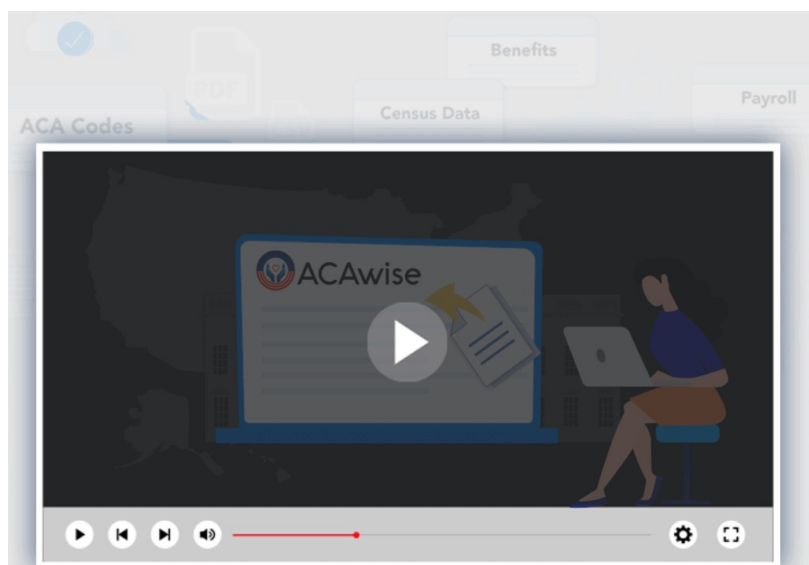 Benefits
Payroll
PDF
Census Data
ACA Codes
ACAwise